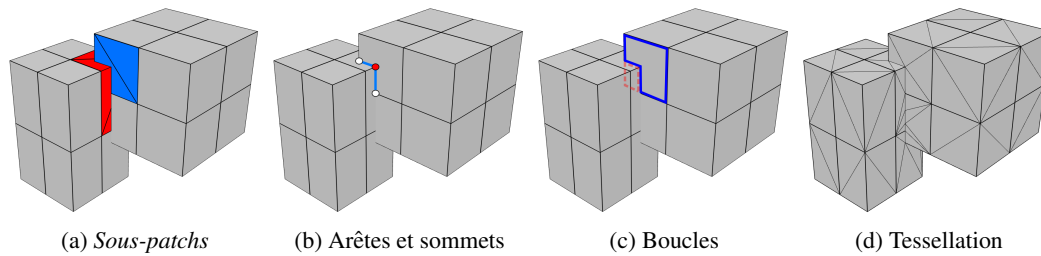 (a) Sous-patchs
(b) Arêtes et sommets
(c) Boucles
(d) Tessellation